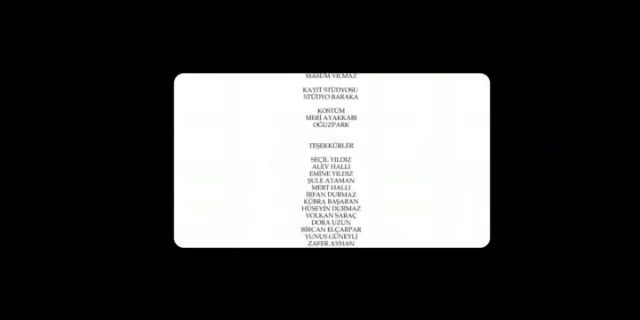 MASUM YILMAZ
KAYIT STÜDYOSU
STÜDYO BARAKA
KOSTÜM
MERİ AYAKKABI
OĞUZPARK
TEŞEKKÜRLER
SEÇİL YILDIZ
ALEV HALLI
EMİNE YILDIZ
ŞULE ATAMAN
MERT HALLI
İRFAN DURMAZ
KÜBRA BAŞARAN
HÜSEYİN DURMAZ
VOLKAN SARAÇ
DORA UZUN
BİRCAN ELÇARPAR
YUNUS GÜNEYLİ
ZAFER AYHAN